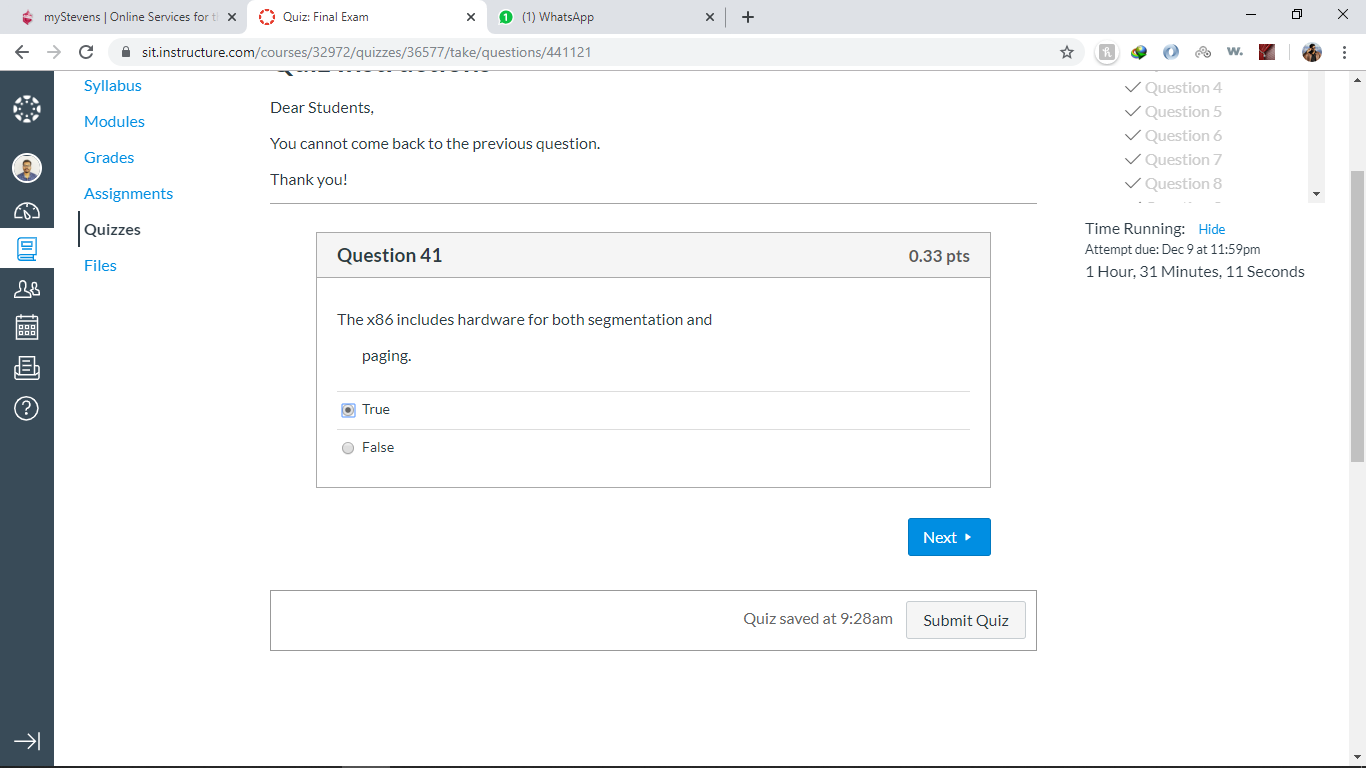 myStevens | Online Services for t
Quiz: Final Exam
1
(1) WhatsApp
sit.instructure.com/courses/32972/quizzes/36577/take/questions/441121
Syllabus
Modules
Grades
Assignments
Quizzes
Files
Quiz Instructions
Dear Students,
You cannot come back to the previous question.
Thank you!
Question 41
0.33 pts
The x86 includes hardware for both segmentation and
paging.
True
False
Next
Quiz saved at 9:28am
Submit Quiz
Question 4
Question 5
Question 6
Question 7
Question 8
Time Running: Hide
Attempt due: Dec 9 at 11:59pm
1 Hour, 31 Minutes, 11 Seconds